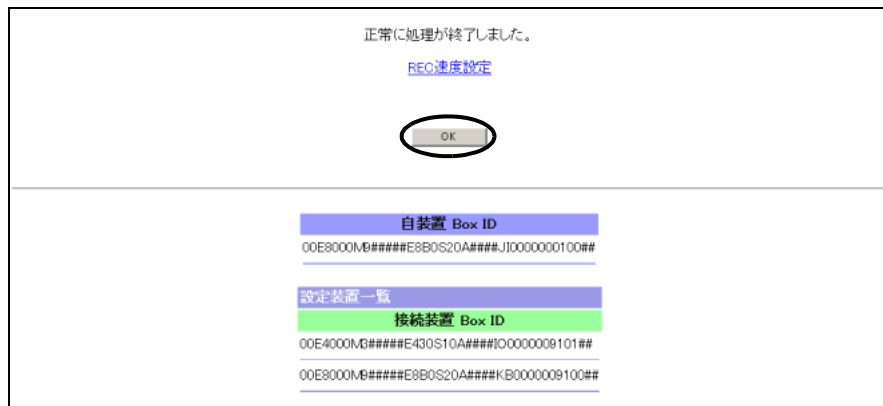 正常に処理が終了しました。
REC速度設定
OK
自装置 Box ID
00E8000M9#####E8B0S20A####JI0000000100##
設定装置一覧
接続装置 Box ID
00E4000M3#####E430S10A####IO0000009101##
00E8000M9#####E8B0S20A####KB0000009100##